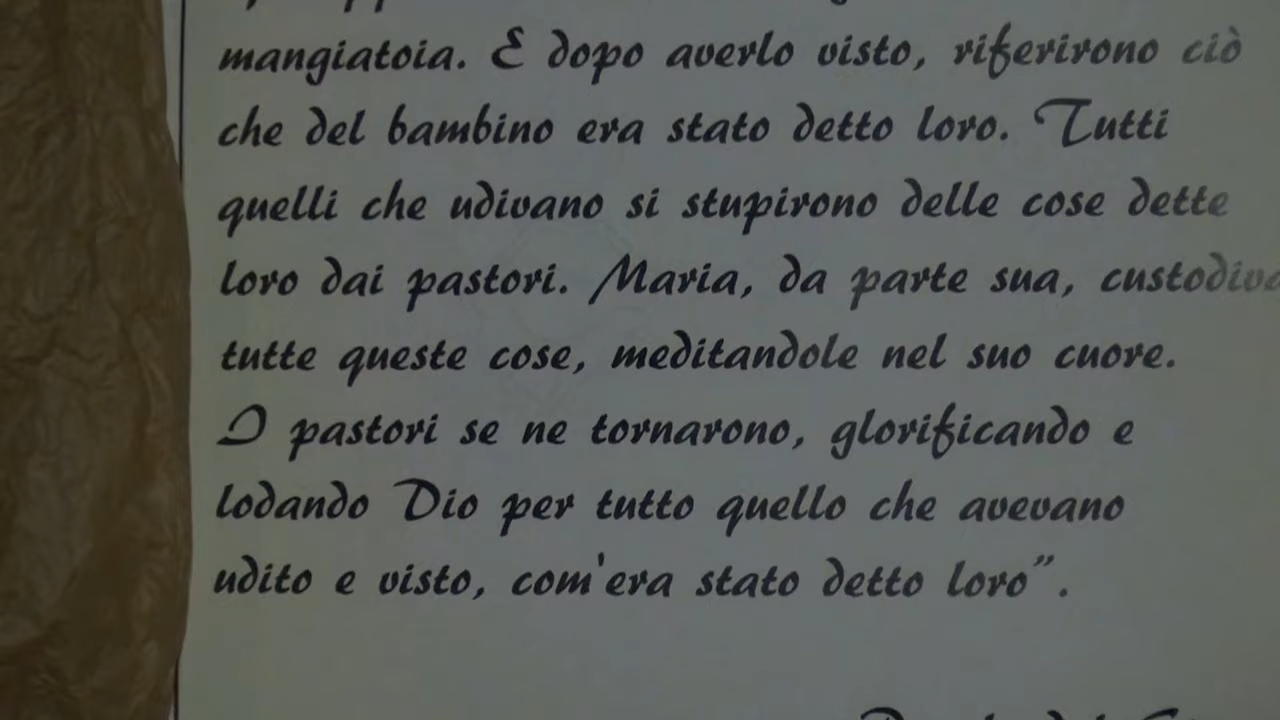 mangiatoia. E dopo averlo visto, riferirono ciò
che del bambino era stato detto loro. Tutti
quelli che udivano si stupirono delle cose dette
loro dai pastori. Maria, da parte sua, custodiva
tutte queste cose, meditandole nel suo cuore.
I pastori se ne tornarono, glorificando e
lodando Dio per tutto quello che avevano
udito e visto, com'era stato detto loro”.